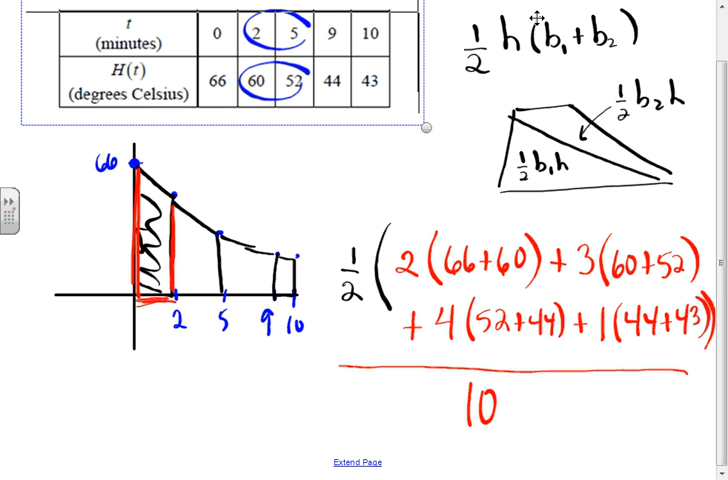 t (minutes) 0 2 5 9 10
H(t) (degrees Celsius) 66 60 52 44 43
1/2 h(b₁ + b₂)
1/2 b₂h
1/2 b₁h
66
2 5 9 10
1/2 (2(66+60) + 3(60+52)
+ 4(52+44) + 1(44+43))
10
Extend Page